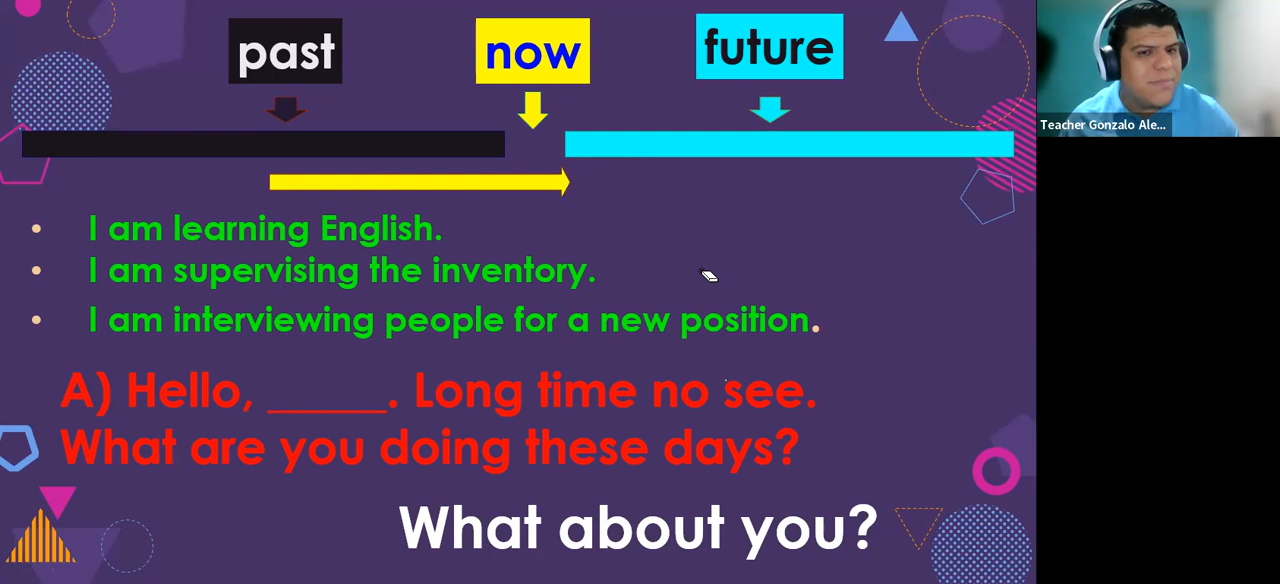 past
now
future
Teacher Gonzalo Ale...
• I am learning English.
• I am supervising the inventory.
• I am interviewing people for a new position.
A) Hello, _____. Long time no see.
What are you doing these days?
What about you?